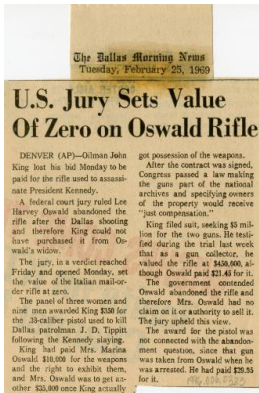 The Dallas Morning News
Tuesday, February 25, 1969
U.S. Jury Sets Value
Of Zero on Oswald Rifle
DENVER (AP)—Oilman John
King lost his bid Monday to be
paid for the rifle used to assassi-
nate President Kennedy.
A federal court jury ruled Lee
Harvey Oswald abandoned the
rifle after the Dallas shooting
and therefore King could not
have purchased it from Os-
wald's widow.
The jury, in a verdict reached
Friday and opened Monday, set
the value of the Italian mail-or-
der rifle at zero.
The panel of three women and
nine men awarded King $350 for
the .38-caliber pistol used to kill
Dallas patrolman J. D. Tippitt
following the Kennedy slaying.
King had paid Mrs. Marina
Oswald $10,000 for the weapons
and the right to exhibit them,
and Mrs. Oswald was to get an-
other $35,000 once King actually
got possession of the weapons.
After the contract was signed,
Congress passed a law making
the guns part of the national
archives and specifying owners
of the property would receive
"just compensation."
King filed suit, seeking $5 mil-
lion for the two guns. He testi-
fied during the trial last week
that as a gun collector, he
valued the rifle at $450,000, al-
though Oswald paid $21.45 for it.
The government contended
Oswald abandoned the rifle and
therefore Mrs. Oswald had no
claim on it or authority to sell it.
The jury upheld this view.
The award for the pistol was
not connected with the abandon-
ment question, since that gun
was taken from Oswald when he
was arrested. He had paid $29.95
for it.